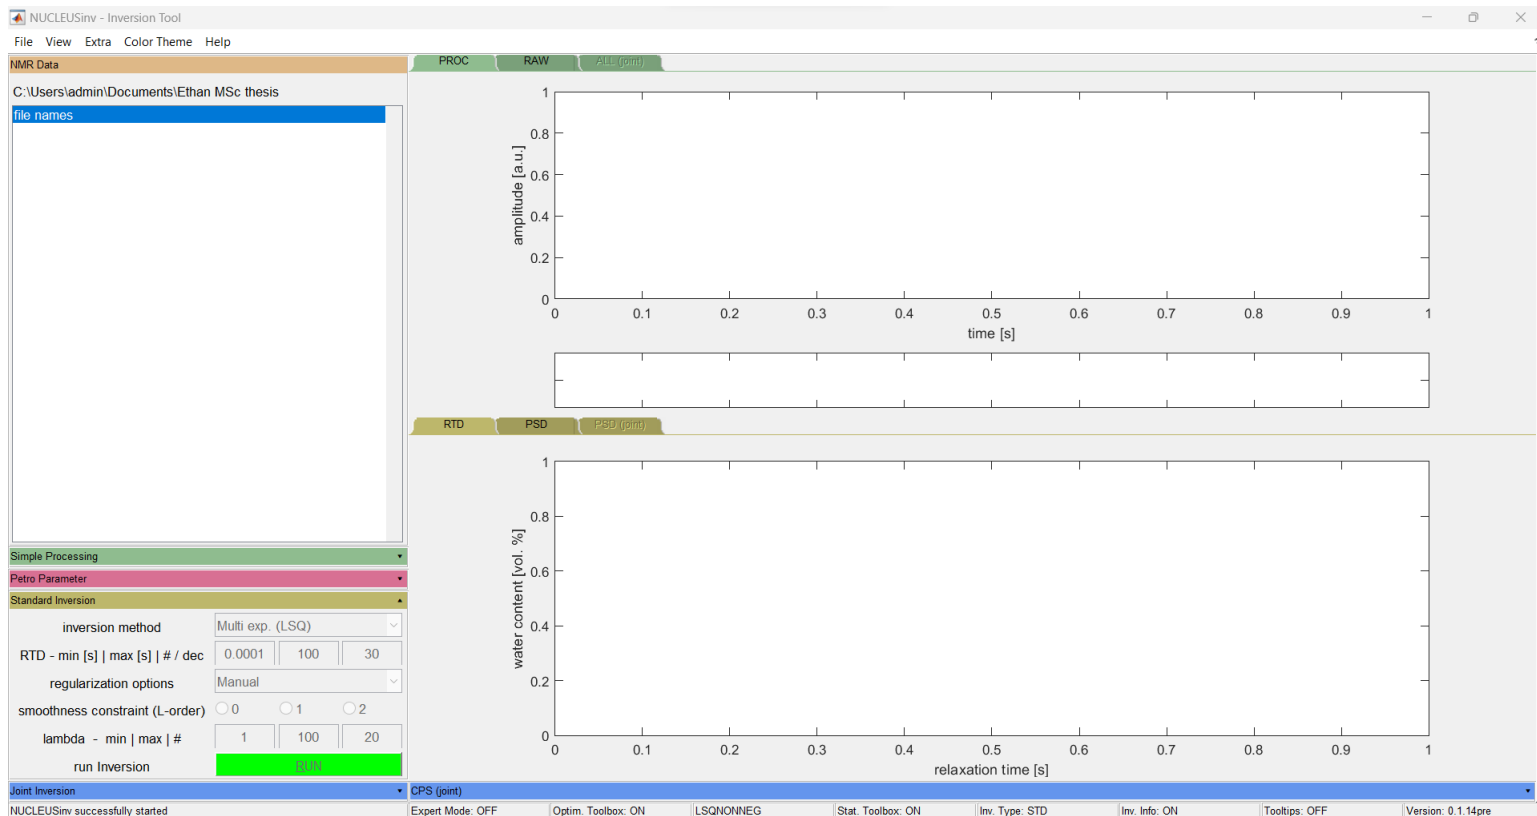 NUCLEUSinv - Inversion Tool
File View Extra Color Theme Help
NMR Data
C:\Users\admin\Documents\Ethan MSc thesis
file names
Simple Processing
Petro Parameter
Standard Inversion
inversion method Multi exp. (LSQ)
RTD - min [s] | max [s] | # / dec 0.0001 100 30
regularization options Manual
smoothness constraint (L-order) 0 1 2
lambda - min | max | # 1 100 20
run Inversion RUN
Joint Inversion
NUCLEUSinv successfully started
PROC RAW ALL (joint)
amplitude [a.u.]
1
0.8
0.6
0.4
0.2
0
0 0.1 0.2 0.3 0.4 0.5 0.6 0.7 0.8 0.9 1
time [s]
RTD PSD PSD (joint)
water content [vol. %]
1
0.8
0.6
0.4
0.2
0
0 0.1 0.2 0.3 0.4 0.5 0.6 0.7 0.8 0.9 1
relaxation time [s]
CPS (joint)
Expert Mode: OFF Optim. Toolbox: ON LSQNONNEG Stat. Toolbox: ON Inv. Type: STD Inv. Info: ON Tooltips: OFF Version: 0.1.14pre